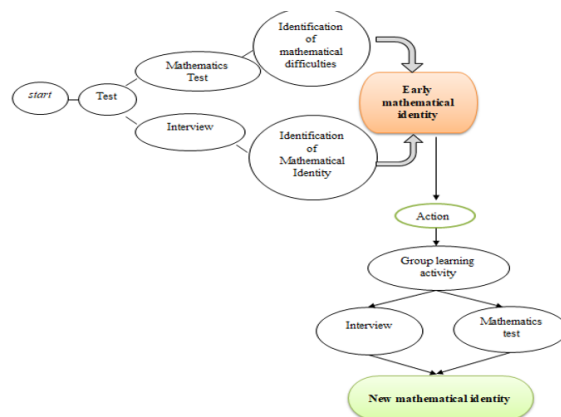 start
Test
Mathematics
Test
Interview
Identification
of
mathematical
difficulties
Identification
of
Mathematical
Identity
Early
mathematical
identity
Action
Group learning
activity
Interview
Mathematics
test
New mathematical identity